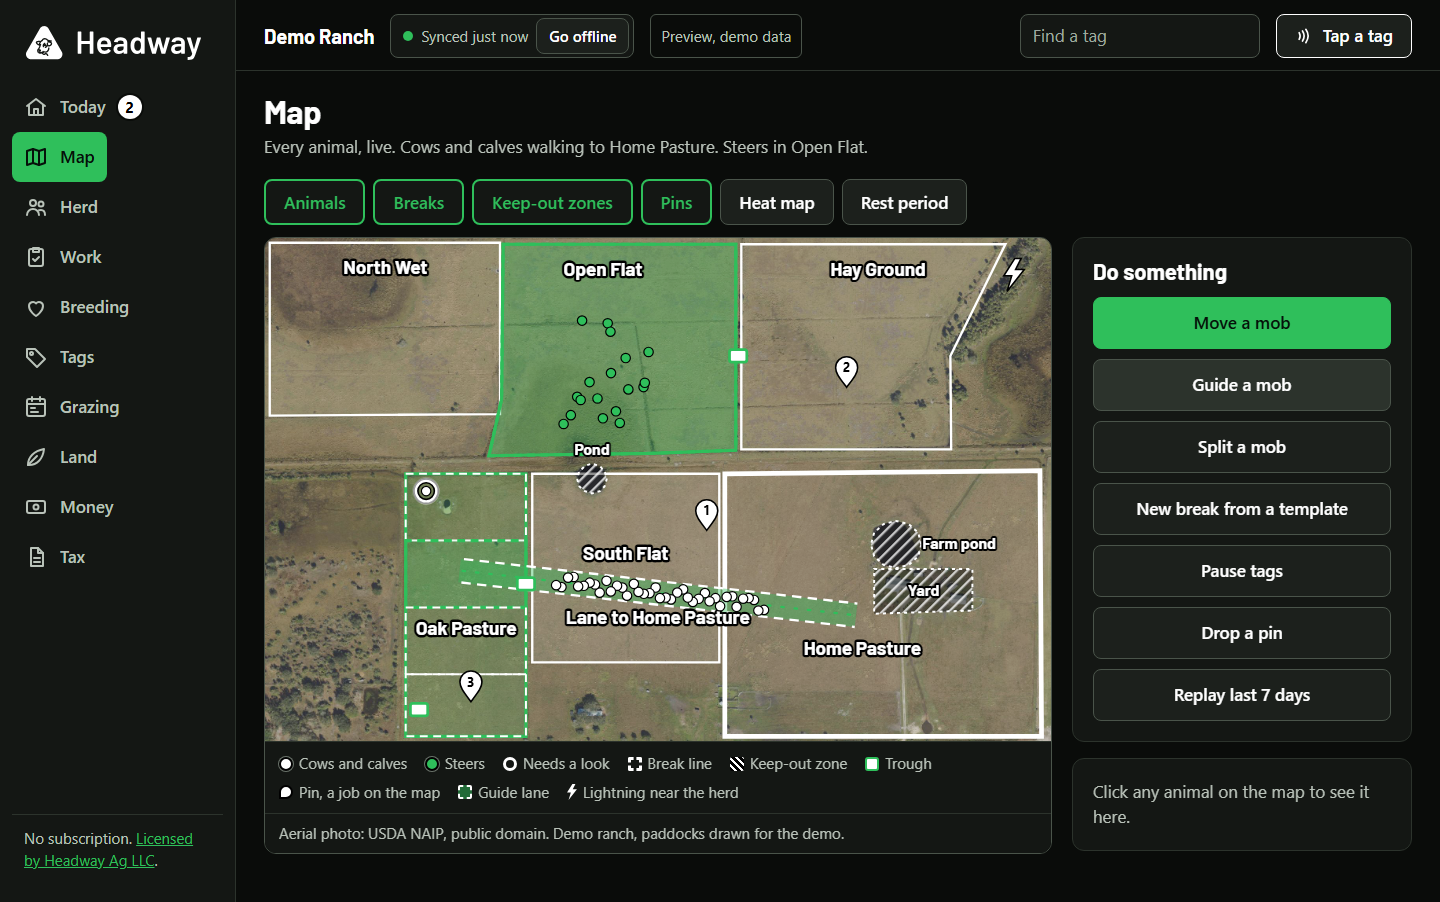 Headway
Demo Ranch
Synced just now
Go offline
Preview, demo data
Find a tag
Tap a tag
Today 2
Map
Herd
Work
Breeding
Tags
Grazing
Land
Money
Tax
No subscription. Licensed
by Headway Ag LLC.
Map
Every animal, live. Cows and calves walking to Home Pasture. Steers in Open Flat.
Animals
Breaks
Keep-out zones
Pins
Heat map
Rest period
North Wet
Open Flat
Hay Ground
2
Pond
1
South Flat
Farm pond
Yard
Lane to Home Pasture
Oak Pasture
Home Pasture
3
Cows and calves
Steers
Needs a look
Break line
Keep-out zone
Trough
Pin, a job on the map
Guide lane
Lightning near the herd
Aerial photo: USDA NAIP, public domain. Demo ranch, paddocks drawn for the demo.
Do something
Move a mob
Guide a mob
Split a mob
New break from a template
Pause tags
Drop a pin
Replay last 7 days
Click any animal on the map to see it
here.